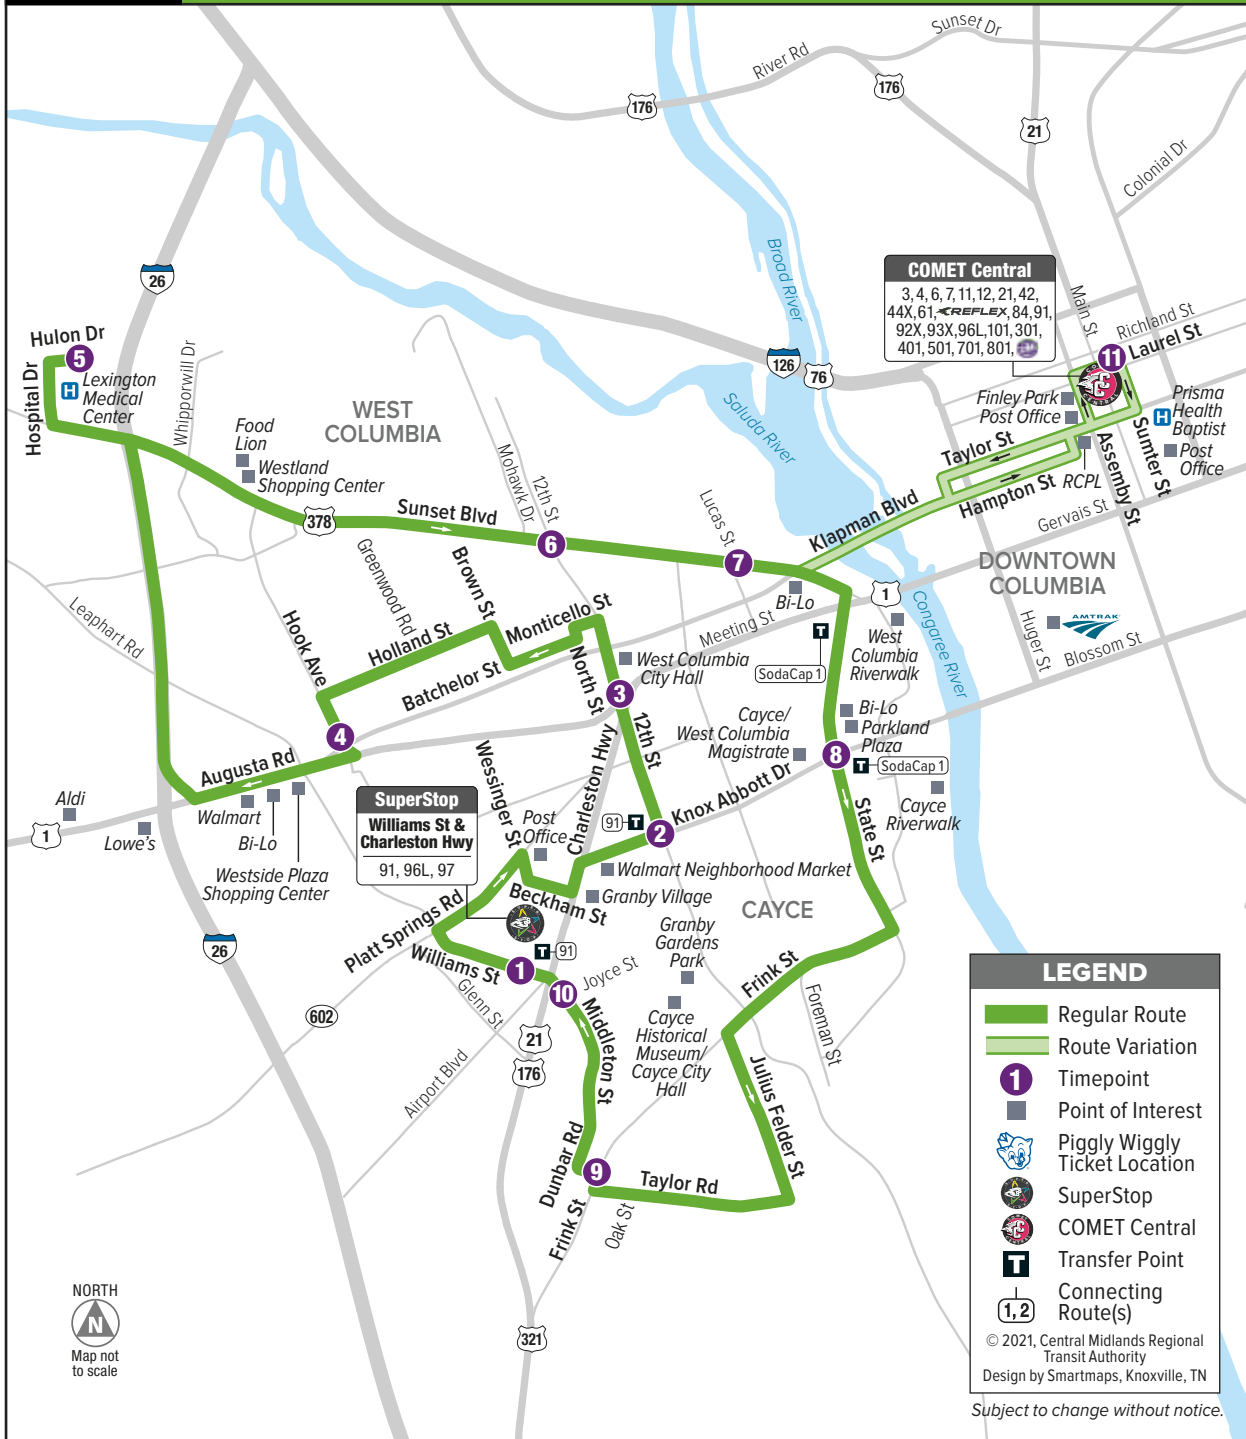 Sunset Dr
River Rd
176
176
21
Colonial Dr
Broad River
26
COMET Central
3, 4, 6, 7, 11, 12, 21, 42,
44X, 61, REFLEX, 84, 91,
92X, 93X, 96L, 101, 301,
401, 501, 701, 801,
Main St
Richland St
Laurel St
11
Hulon Dr
5
Hospital Dr
H
Lexington
Medical
Center
Whipporwill Dr
126
76
Saluda River
Finley Park
Post Office
H
Prisma
Health
Baptist
Post
Office
WEST
COLUMBIA
Food
Lion
Westland
Shopping Center
Mohawk Dr
12th St
Taylor St
Hampton St
RCPL
Assemby St
Sumter St
Gervais St
Klapman Blvd
378
Sunset Blvd
6
Lucas St
7
DOWNTOWN
COLUMBIA
AMTRAK
Huger St
Blossom St
Congaree River
1
Bi-Lo
T
SodaCap 1
West
Columbia
Riverwalk
Meeting St
Leaphart Rd
Hook Ave
Greenwood Rd
Brown St
Monticello St
Holland St
Batchelor St
North St
West Columbia
City Hall
3
12th St
4
Augusta Rd
Cayce/
West Columbia
Magistrate
Bi-Lo
Parkland
Plaza
8
T
SodaCap 1
Cayce
Riverwalk
State St
Knox Abbott Dr
Charleston Hwy
Wessinger St
Post
Office
91
T
2
Aldi
1
Lowe's
Walmart
Bi-Lo
Westside Plaza
Shopping Center
SuperStop
Williams St &
Charleston Hwy
91, 96L, 97
Walmart Neighborhood Market
Granby Village
Beckham St
Platt Springs Rd
CAYCE
Granby
Gardens
Park
26
Williams St
1
T
91
10
Joyce St
Glenn St
602
21
176
Airport Blvd
Middleton St
Cayce
Historical
Museum/
Cayce City
Hall
Frink St
Foreman St
Julius Felder St
Dunbar Rd
9
Taylor Rd
Frink St
Oak St
321
NORTH
N
Map not
to scale
LEGEND
Regular Route
Route Variation
1
Timepoint
Point of Interest
Piggly Wiggly
Ticket Location
SuperStop
COMET Central
T
Transfer Point
1, 2
Connecting
Route(s)
© 2021, Central Midlands Regional
Transit Authority
Design by Smartmaps, Knoxville, TN
Subject to change without notice.